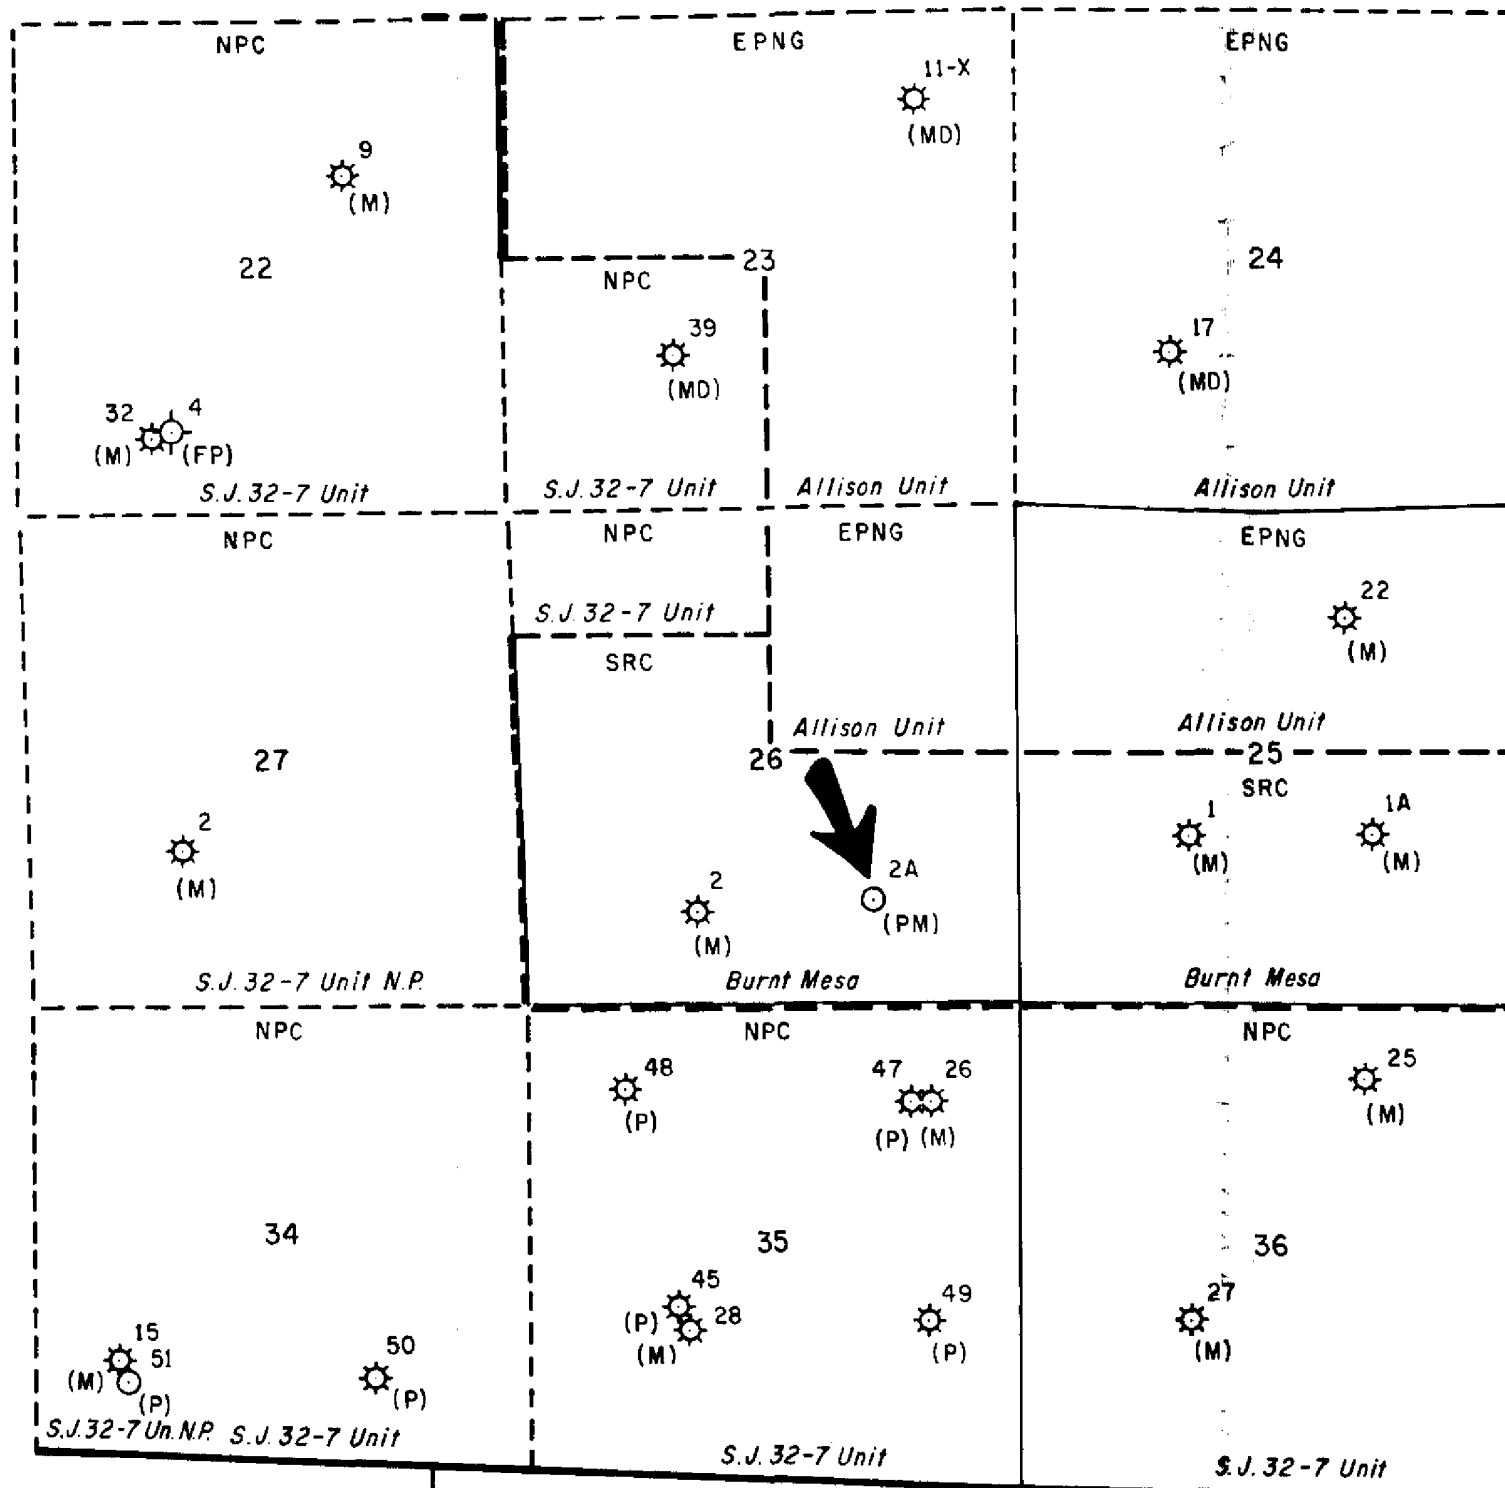 NPC
EPNG
EPNG
11-X
(MD)
9
(M)
22
23
24
NPC
39
(MD)
17
(MD)
32
4
(M)
(FP)
S.J. 32-7 Unit
S.J. 32-7 Unit
Allison Unit
Allison Unit
NPC
NPC
EPNG
EPNG
22
(M)
S.J. 32-7 Unit
SRC
Allison Unit
Allison Unit
27
26
25
SRC
2
(M)
2
(M)
2A
(PM)
1
(M)
1A
(M)
S.J. 32-7 Unit N.P.
Burnt Mesa
Burnt Mesa
NPC
NPC
NPC
48
(P)
47
26
(P)
(M)
25
(M)
34
35
36
45
(P)
28
(M)
49
(P)
27
(M)
15
51
(M)
(P)
50
(P)
S.J. 32-7 Un. N.P.
S.J. 32-7 Unit
S.J. 32-7 Unit
S.J. 32-7 Unit